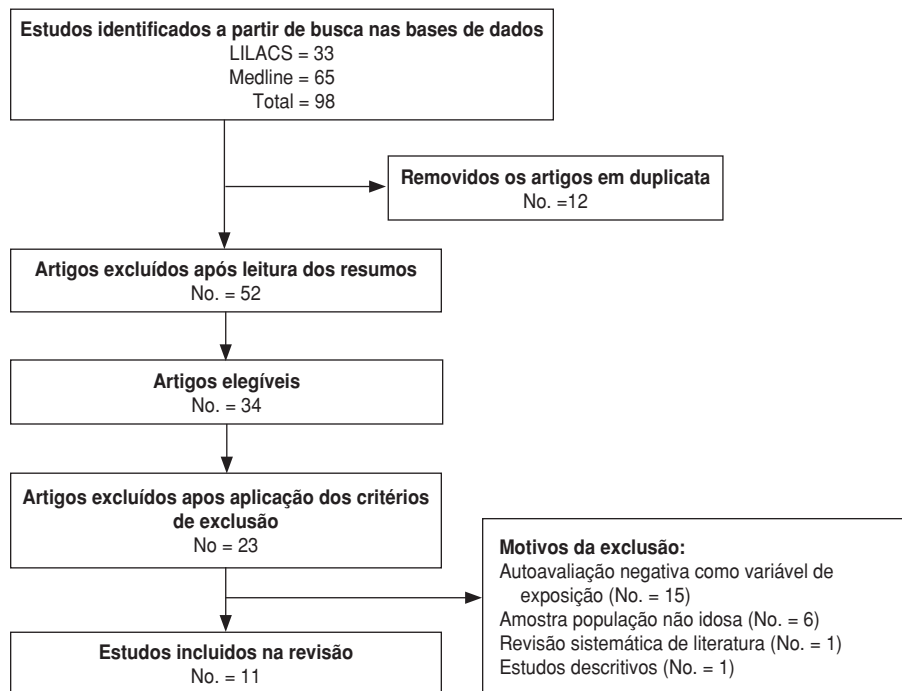 Estudos identificados a partir de busca nas bases de dados
LILACS = 33
Medline = 65
Total = 98
Removidos os artigos em duplicata
No. =12
Artigos excluídos após leitura dos resumos
No. = 52
Artigos elegíveis
No. = 34
Artigos excluídos apos aplicação dos critérios
de exclusão
No = 23
Motivos da exclusão:
Autoavaliação negativa como variável de
exposição (No. = 15)
Amostra população não idosa (No. = 6)
Revisão sistemática de literatura (No. = 1)
Estudos descritivos (No. = 1)
Estudos incluidos na revisão
No. = 11